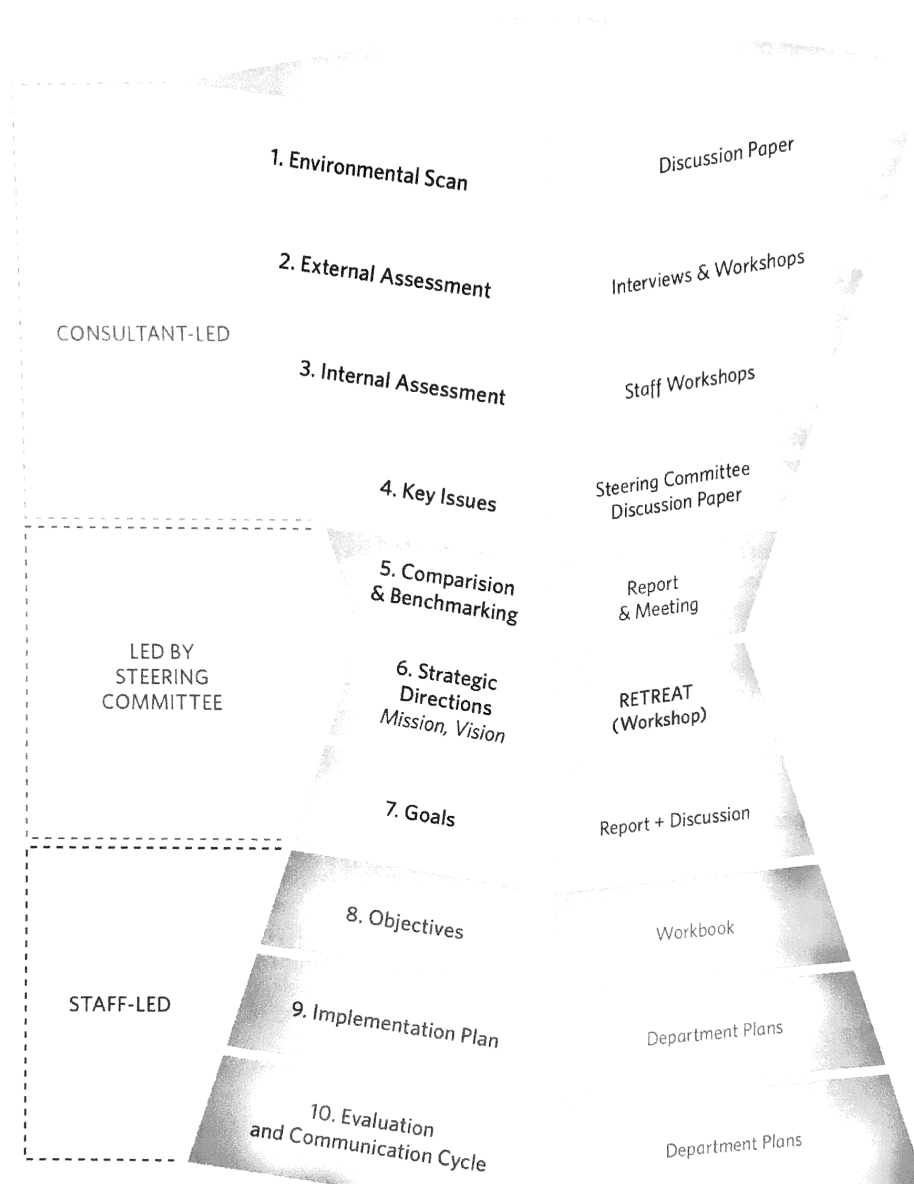 CONSULTANT-LED
1. Environmental Scan
Discussion Paper
2. External Assessment
Interviews & Workshops
3. Internal Assessment
Staff Workshops
4. Key Issues
Steering Committee
Discussion Paper
LED BY
STEERING
COMMITTEE
5. Comparision
& Benchmarking
Report
& Meeting
6. Strategic
Directions
Mission, Vision
RETREAT
(Workshop)
7. Goals
Report + Discussion
STAFF-LED
8. Objectives
Workbook
9. Implementation Plan
Department Plans
10. Evaluation
and Communication Cycle
Department Plans